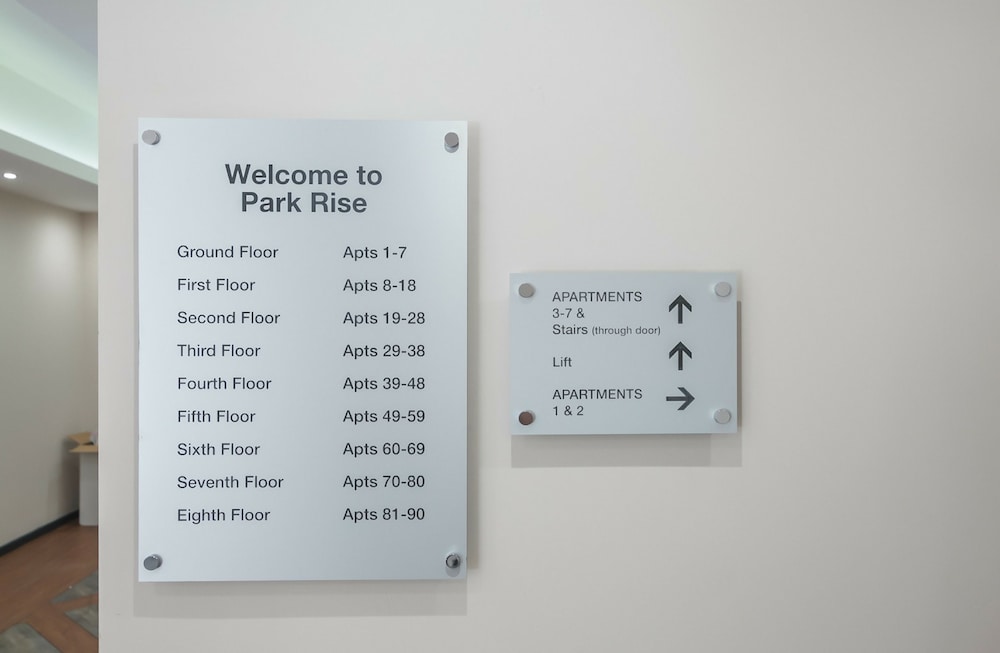 Welcome to
Park Rise
Ground Floor Apts 1-7
First Floor Apts 8-18
Second Floor Apts 19-28
Third Floor Apts 29-38
Fourth Floor Apts 39-48
Fifth Floor Apts 49-59
Sixth Floor Apts 60-69
Seventh Floor Apts 70-80
Eighth Floor Apts 81-90
APARTMENTS
3-7 &
Stairs (through door)
Lift
APARTMENTS
1 & 2